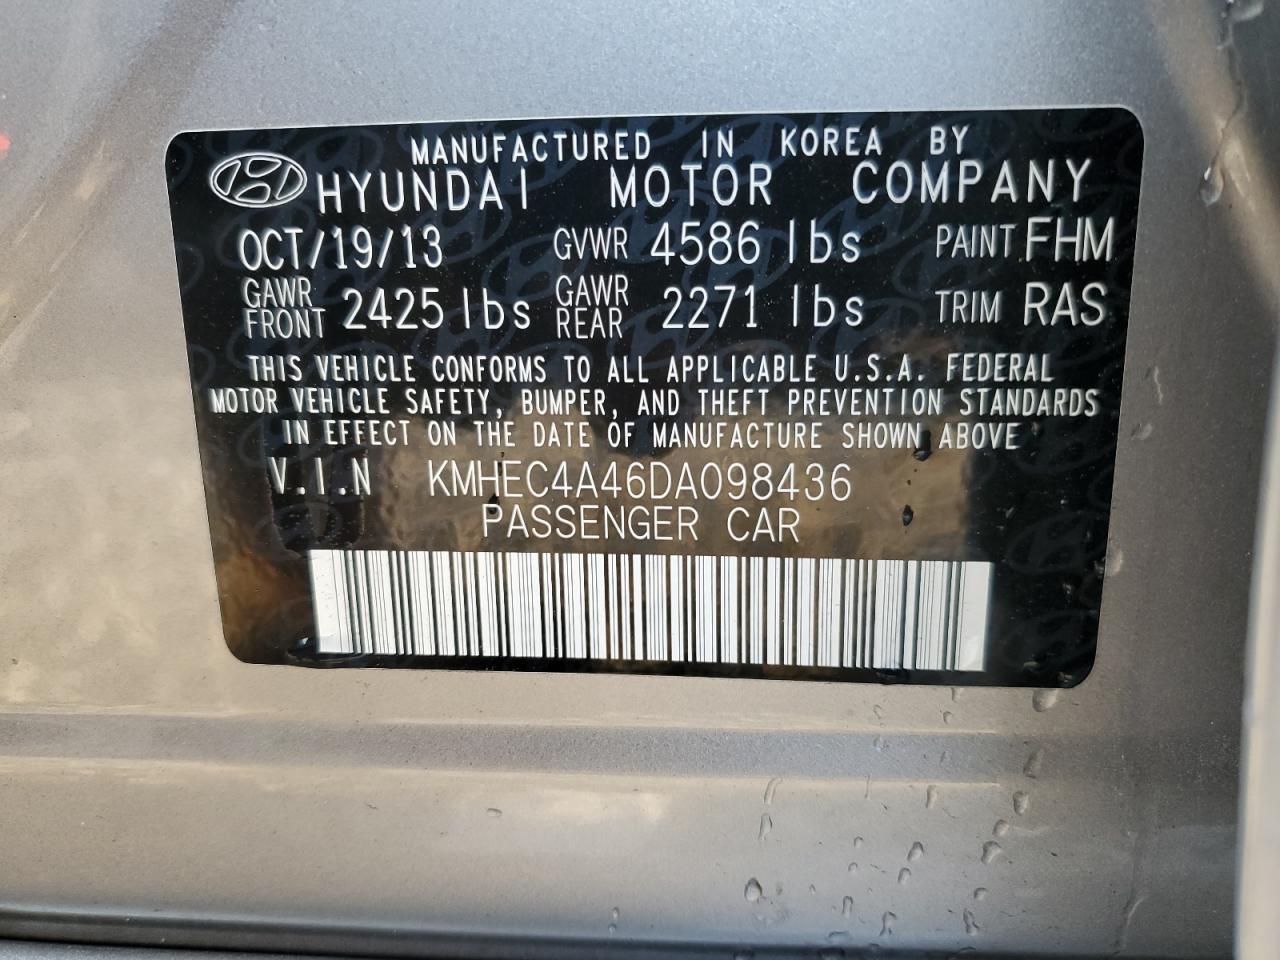 MANUFACTURED IN KOREA BY
HYUNDAI MOTOR COMPANY
OCT/19/13 GVWR 4586 lbs PAINT FHM
GAWR FRONT 2425 lbs GAWR REAR 2271 lbs TRIM RAS
THIS VEHICLE CONFORMS TO ALL APPLICABLE U.S.A. FEDERAL
MOTOR VEHICLE SAFETY, BUMPER, AND THEFT PREVENTION STANDARDS
IN EFFECT ON THE DATE OF MANUFACTURE SHOWN ABOVE
V.I.N KMHEC4A46DA098436
PASSENGER CAR